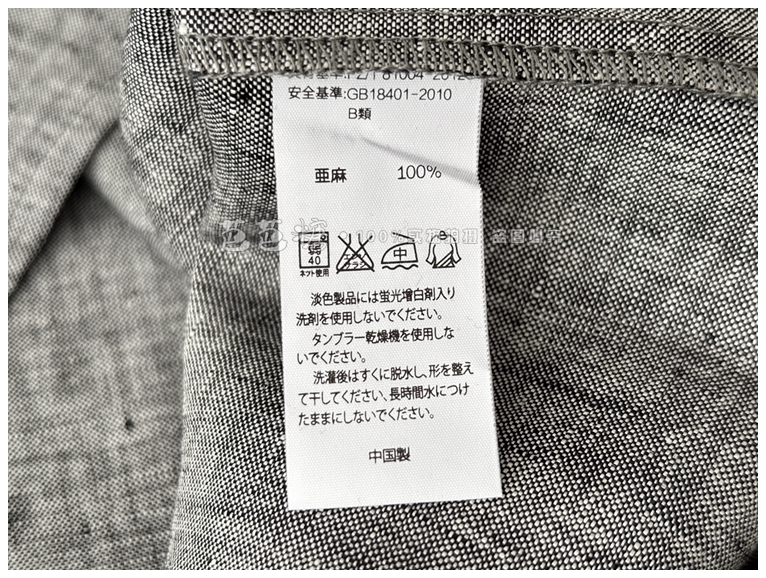 安全基準:GB18401-2010
B類
亜麻 100%
弱
40
中
ネット使用
淡色製品には蛍光増白剤入り
洗剤を使用しないでください。
タンブラー乾燥機を使用しな
いでください。
洗灌後はすぐに脱水し、形を整え
て干してください、長時間水につけ
たままにしないでください。
中国製